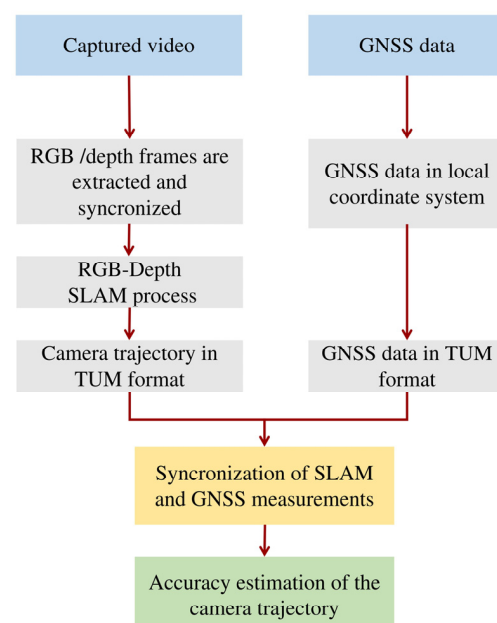 Captured video
GNSS data
RGB /depth frames are
extracted and
syncronized
GNSS data in local
coordinate system
RGB-Depth
SLAM process
Camera trajectory in
TUM format
GNSS data in TUM
format
Syncronization of SLAM
and GNSS measurements
Accuracy estimation of the
camera trajectory